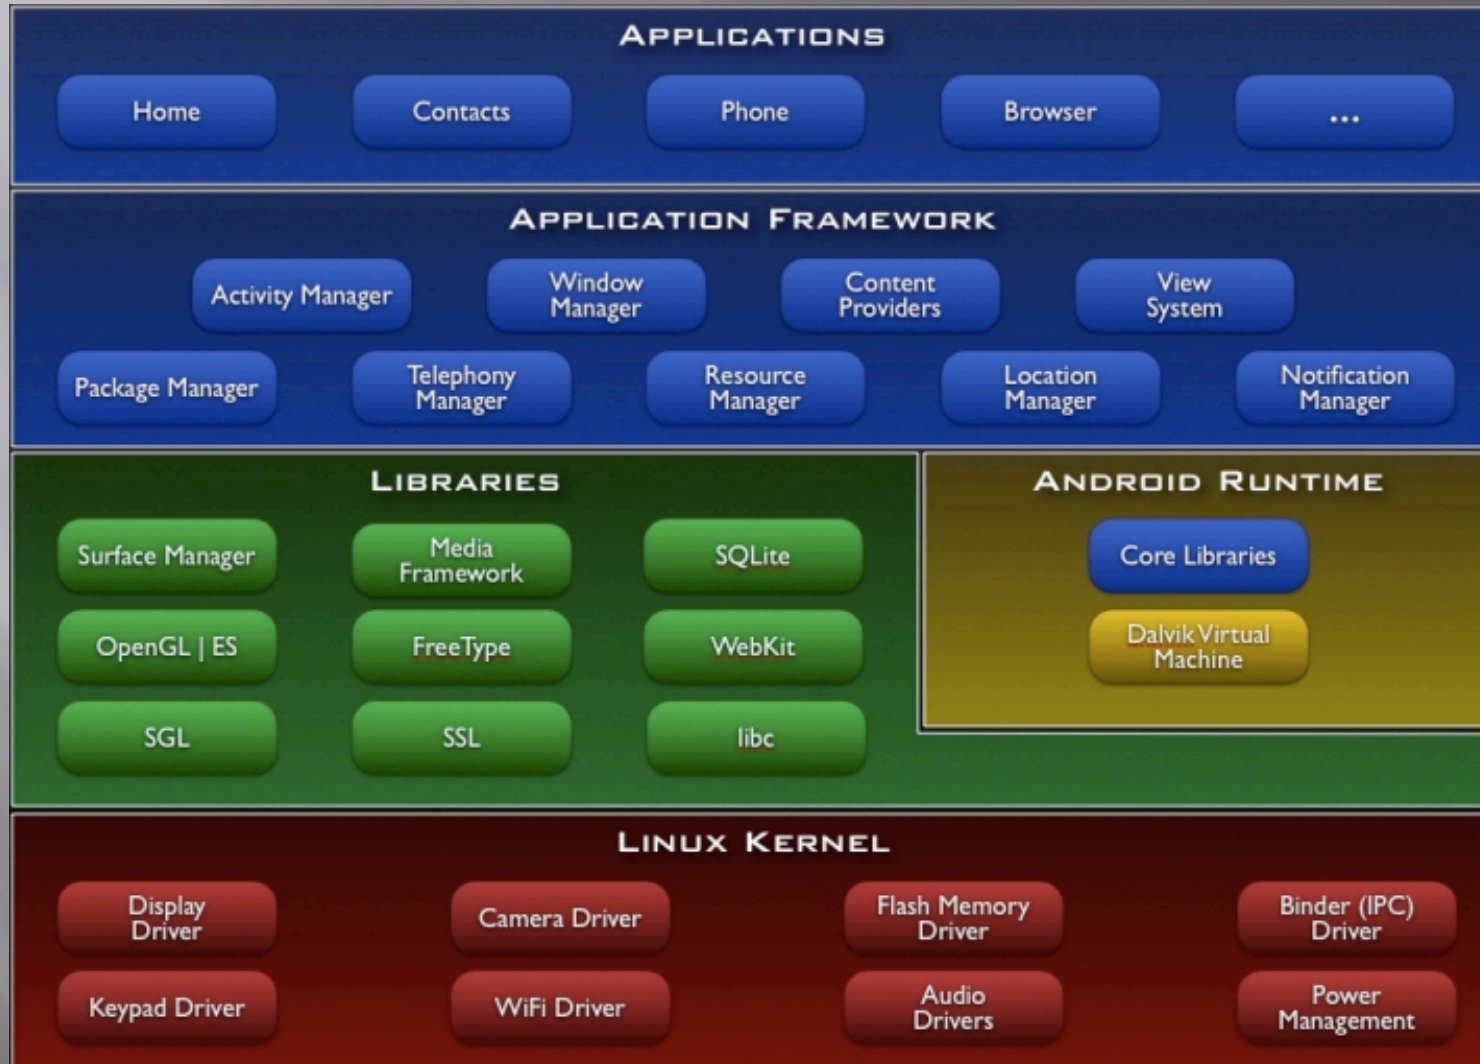 APPLICATIONS
Home
Contacts
Phone
Browser
...
APPLICATION FRAMEWORK
Activity Manager
Window
Manager
Content
Providers
View
System
Package Manager
Telephony
Manager
Resource
Manager
Location
Manager
Notification
Manager
LIBRARIES
Surface Manager
Media
Framework
SQLite
OpenGL | ES
FreeType
WebKit
SGL
SSL
libc
ANDROID RUNTIME
Core Libraries
Dalvik Virtual
Machine
LINUX KERNEL
Display
Driver
Camera Driver
Flash Memory
Driver
Binder (IPC)
Driver
Keypad Driver
WiFi Driver
Audio
Drivers
Power
Management